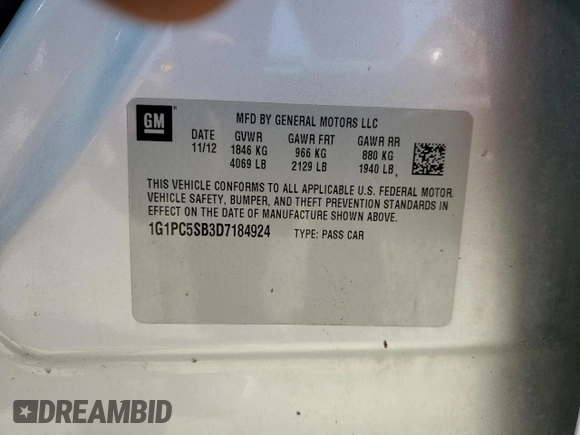 GM
MFD BY GENERAL MOTORS LLC
DATE GVWR GAWR FRT GAWR RR
11/12 1846 KG 966 KG 880 KG
4069 LB 2129 LB 1940 LB
THIS VEHICLE CONFORMS TO ALL APPLICABLE U.S. FEDERAL MOTOR
VEHICLE SAFETY, BUMPER, AND THEFT PREVENTION STANDARDS IN
EFFECT ON THE DATE OF MANUFACTURE SHOWN ABOVE.
1G1PC5SB3D7184924 TYPE: PASS CAR
DREAMBID